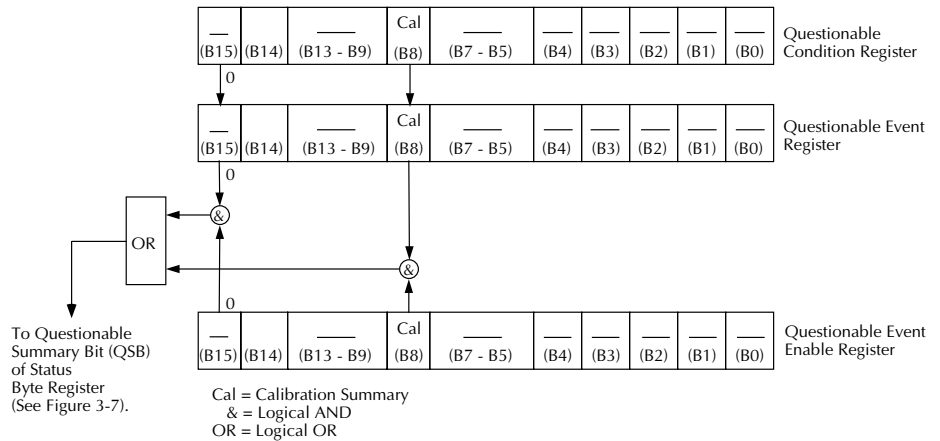 Cal
(B15) (B14) (B13 - B9) (B8) (B7 - B5) (B4) (B3) (B2) (B1) (B0)
Questionable
Condition Register
0
Cal
(B15) (B14) (B13 - B9) (B8) (B7 - B5) (B4) (B3) (B2) (B1) (B0)
Questionable Event
Register
0
&
OR
&
0
Cal
(B15) (B14) (B13 - B9) (B8) (B7 - B5) (B4) (B3) (B2) (B1) (B0)
Questionable Event
Enable Register
To Questionable
Summary Bit (QSB)
of Status
Byte Register
(See Figure 3-7).
Cal = Calibration Summary
& = Logical AND
OR = Logical OR